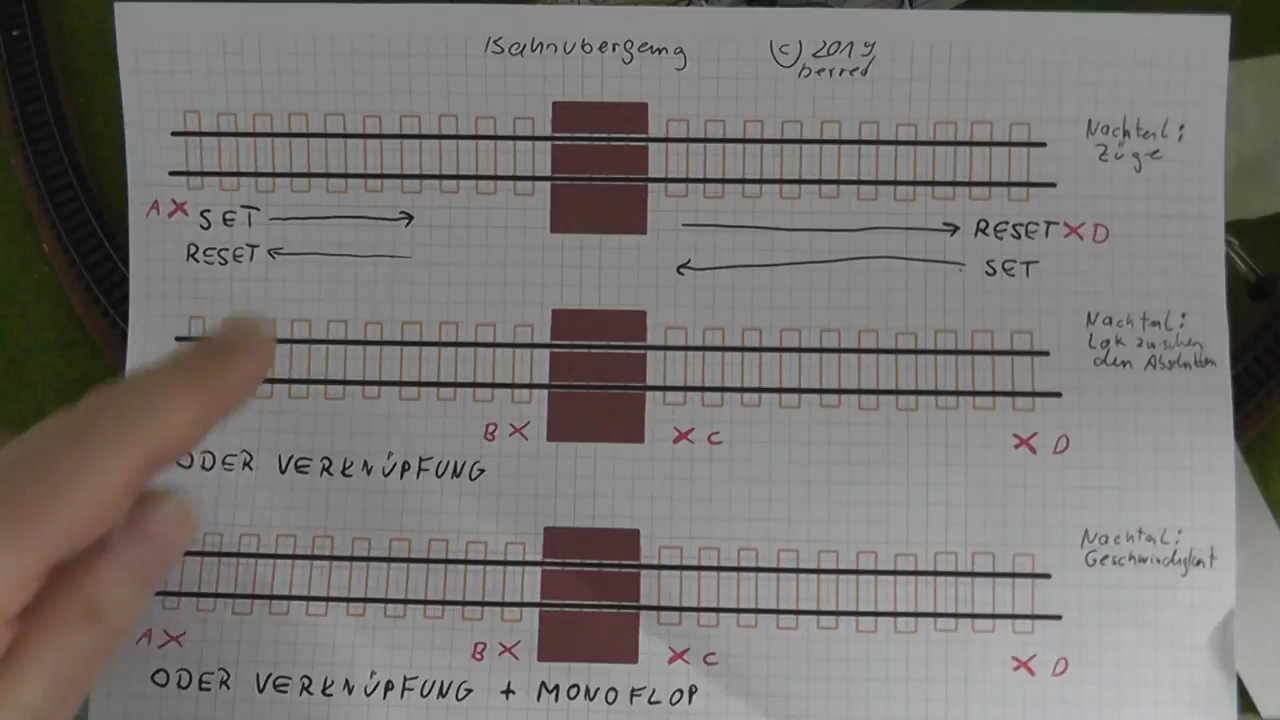 Bahnübergang (c) 2019
berred
Nachteil:
Züge
A X SET
RESET X D
RESET
SET
Nachteil:
Lok zwischen
den Abschnitten
B X
X C
X D
ODER VERKNÜPFUNG
Nachteil:
Geschwindigkeit
A X
B X
X C
X D
ODER VERKNÜPFUNG + MONOFLOP